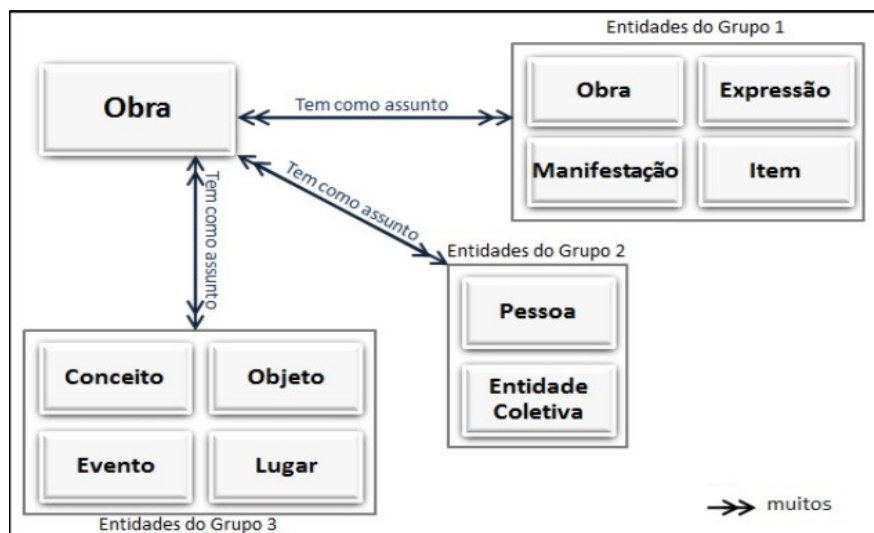 Entidades do Grupo 1
Obra
Tem como assunto
Obra
Expressão
Manifestação
Item
Tem como assunto
Tem como assunto
Entidades do Grupo 2
Pessoa
Entidade
Coletiva
Conceito
Objeto
Evento
Lugar
Entidades do Grupo 3
muitos